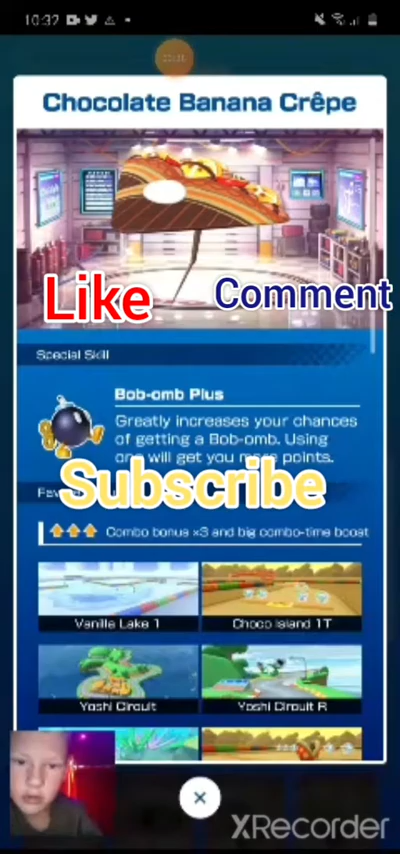 10:32
Chocolate Banana Crêpe
Like
Comment
Special Skill
Bob-omb Plus
Greatly increases your chances
of getting a Bob-omb. Using
one will get you more points.
Subscribe
Combo bonus ×3 and big combo-time boost
Vanilla Lake 1
Choco Island 1T
Yoshi Circuit
Yoshi Circuit R
XRecorder